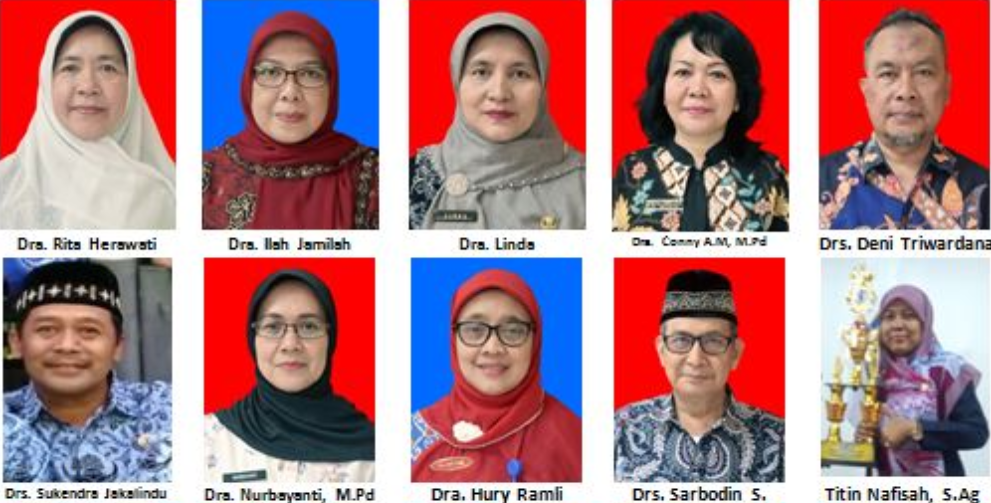 Dra. Rita Herawati
Dra. Ilah Jamilah
Dra. Linda
Dra. Conny A.M, M.Pd
Drs. Deni Triwardana
Drs. Sukendra Jakalindu
Dra. Nurbayanti, M.Pd
Dra. Hury Ramli
Drs. Sarbodin S.
Titin Nafisah, S.Ag